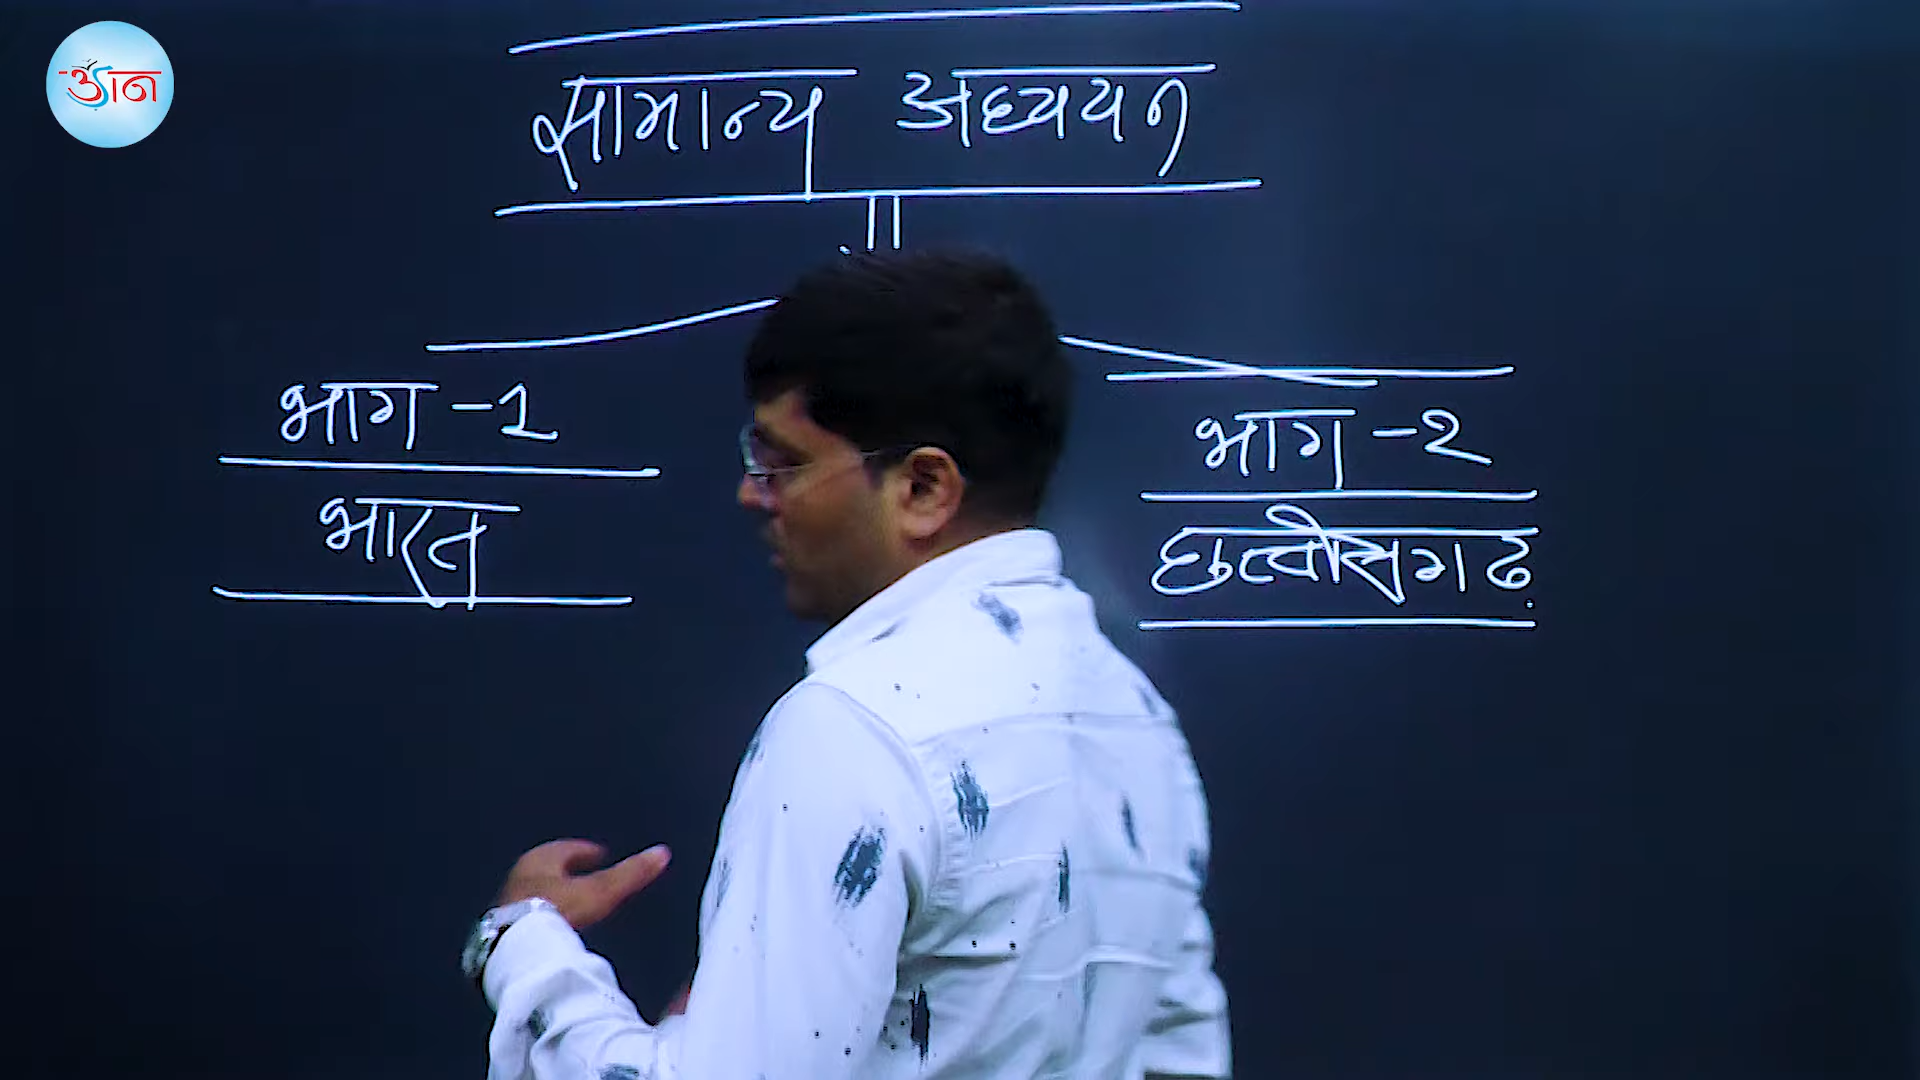 सामान्य अध्ययन
भाग -1
भारत
भाग -2
छत्तीसगढ़